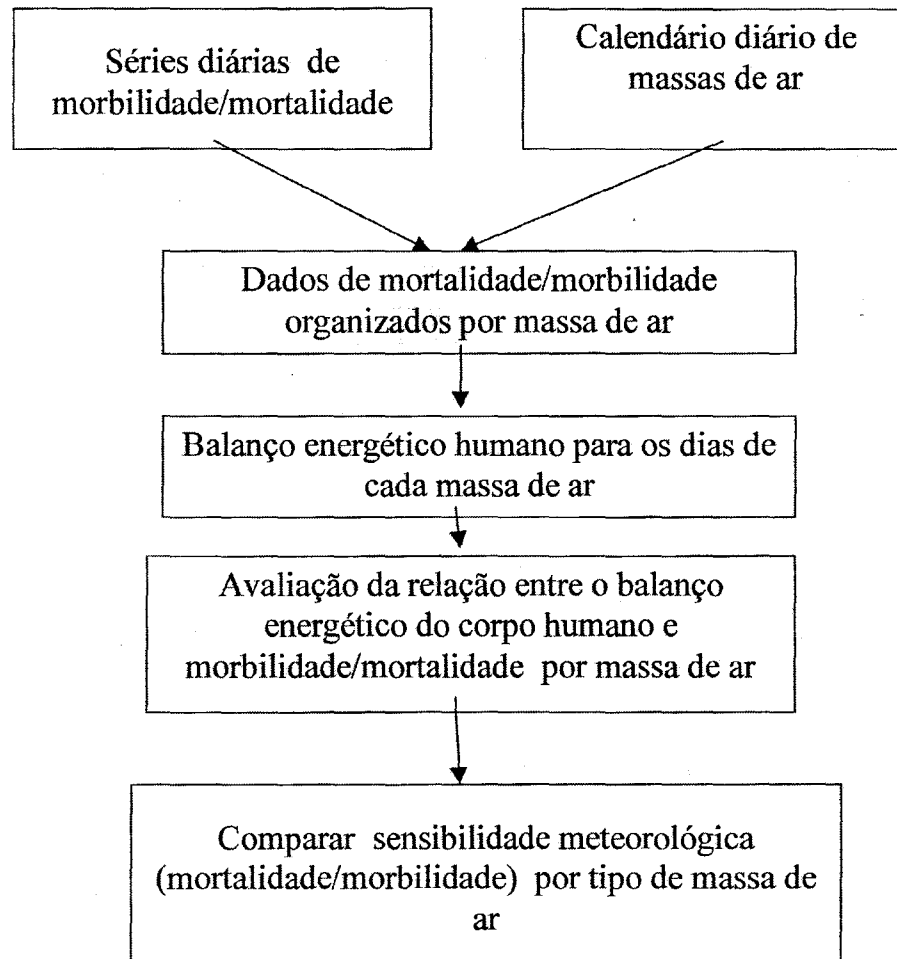 Séries diárias de
morbilidade/mortalidade
Calendário diário de
massas de ar
Dados de mortalidade/morbilidade
organizados por massa de ar
Balanço energético humano para os dias de
cada massa de ar
Avaliação da relação entre o balanço
energético do corpo humano e
morbilidade/mortalidade por massa de ar
Comparar sensibilidade meteorológica
(mortalidade/morbilidade) por tipo de massa de
ar